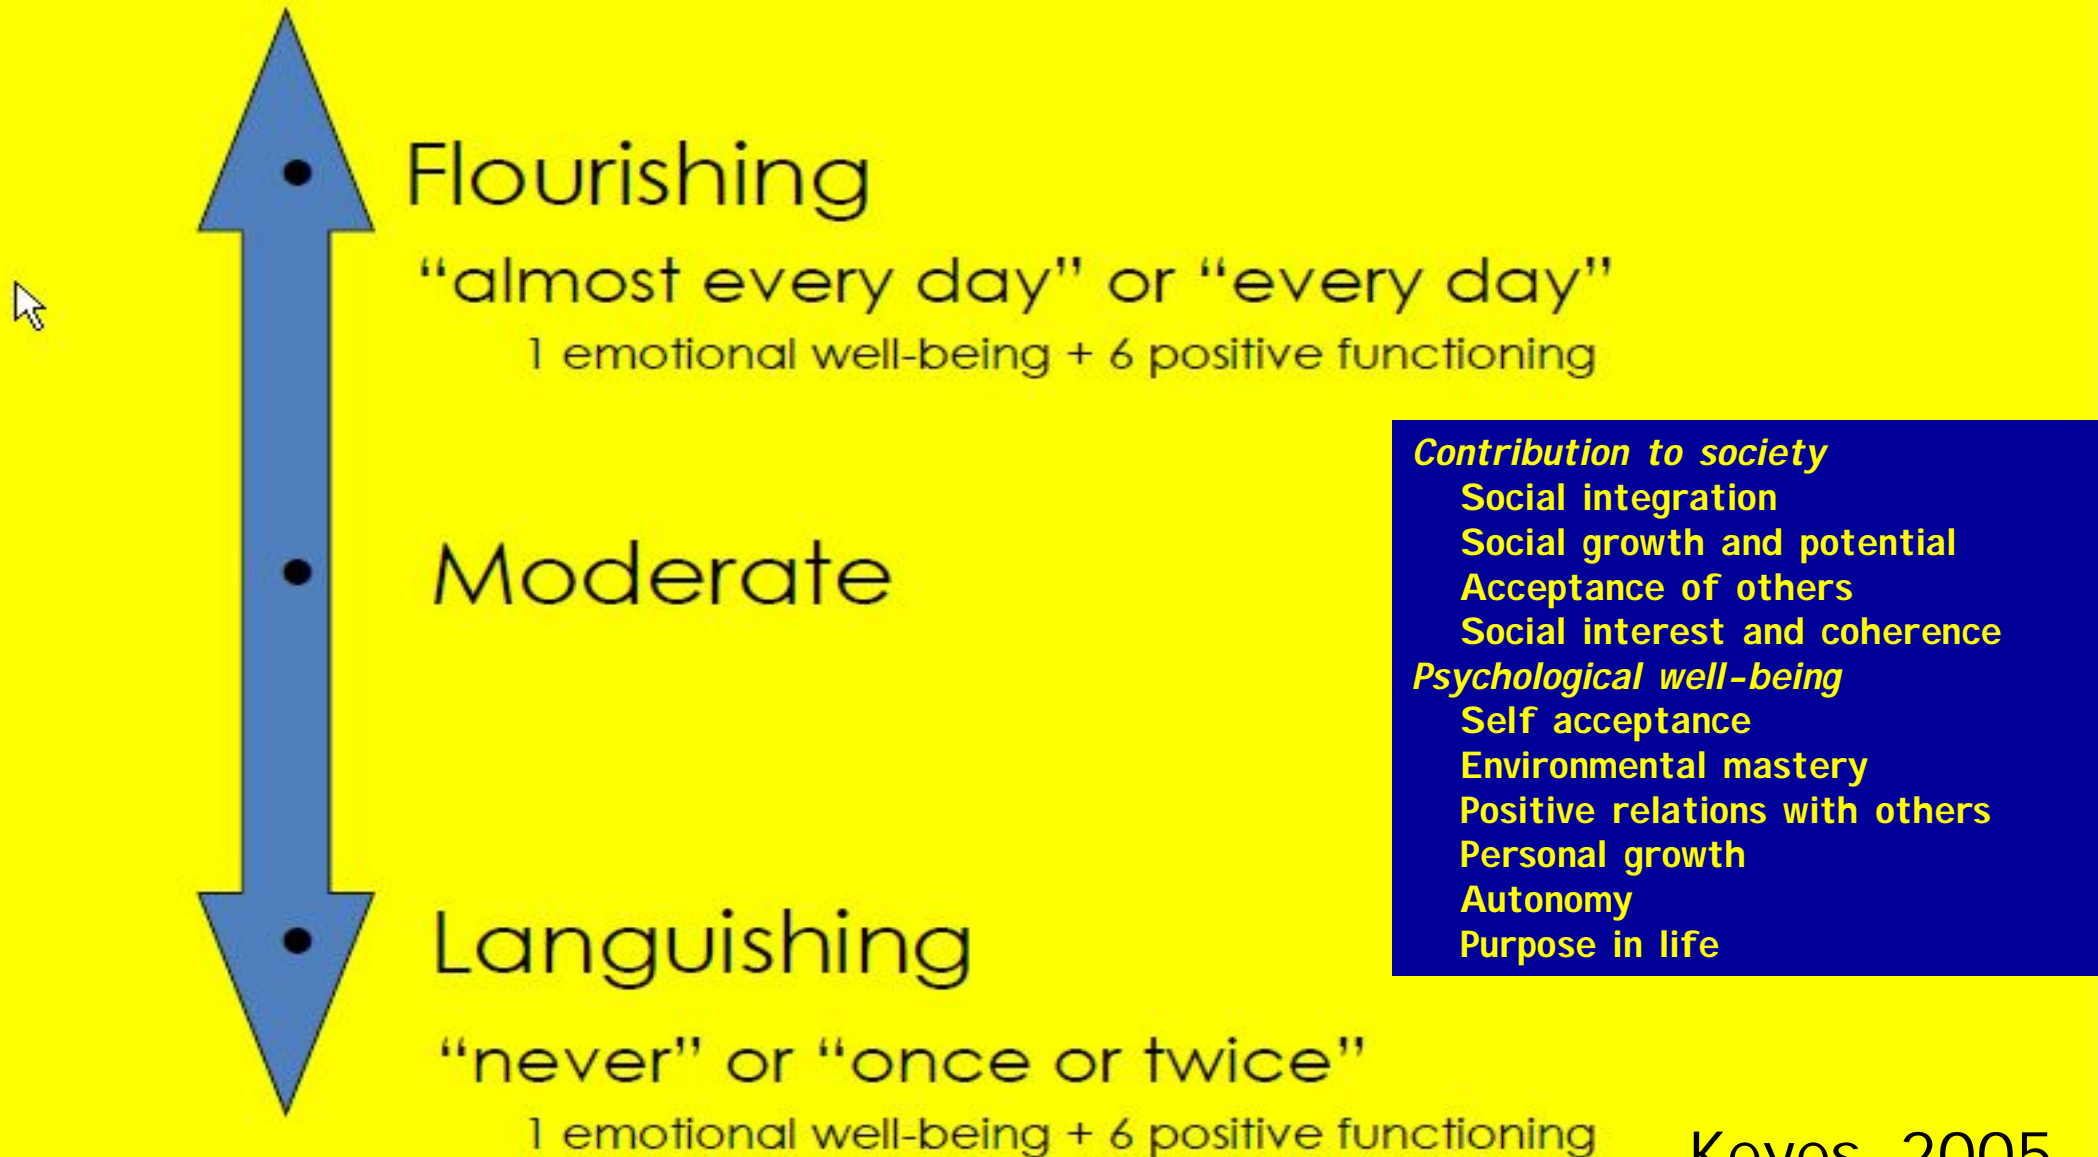 Flourishing
“almost every day” or “every day”
1 emotional well-being + 6 positive functioning
Moderate
Contribution to society
Social integration
Social growth and potential
Acceptance of others
Social interest and coherence
Psychological well-being
Self acceptance
Environmental mastery
Positive relations with others
Personal growth
Autonomy
Purpose in life
Languishing
“never” or “once or twice”
1 emotional well-being + 6 positive functioning
Keyes, 2005